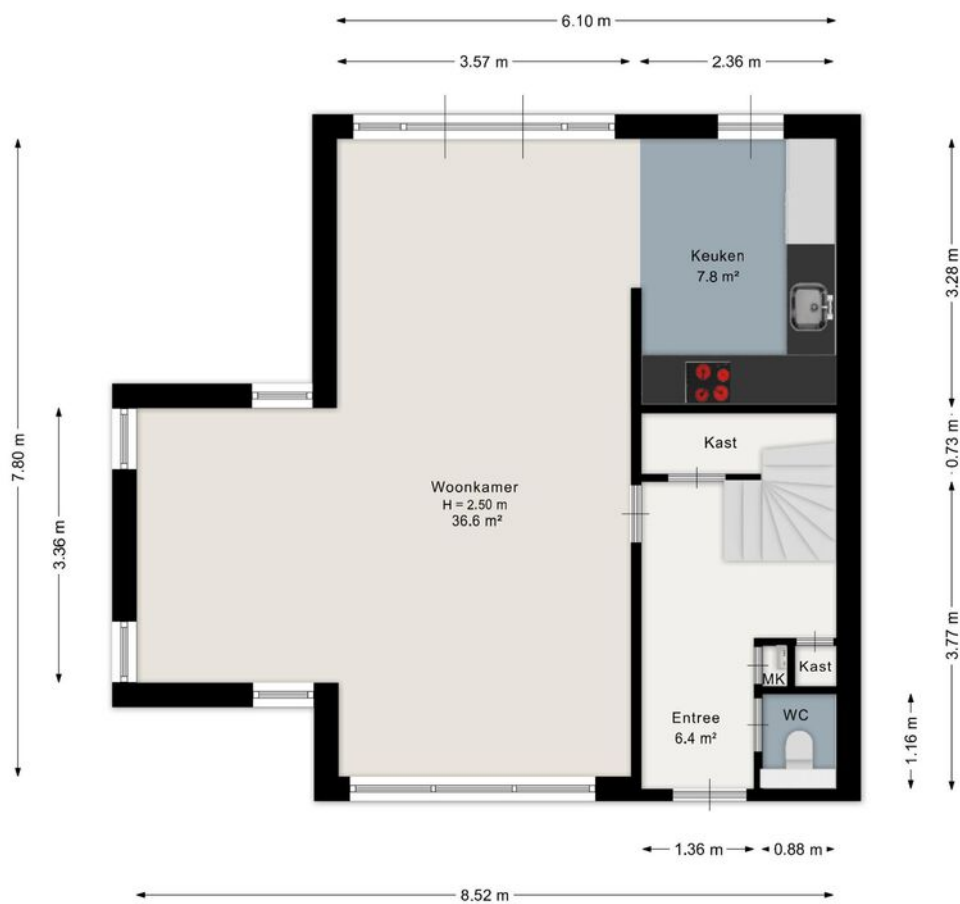 6.10 m
3.57 m
2.36 m
7.80 m
3.36 m
3.28 m
0.73 m
3.77 m
1.16 m
Keuken
7.8 m²
Kast
Woonkamer
H = 2.50 m
36.6 m²
MK
Kast
Entree
6.4 m²
WC
1.36 m
0.88 m
8.52 m